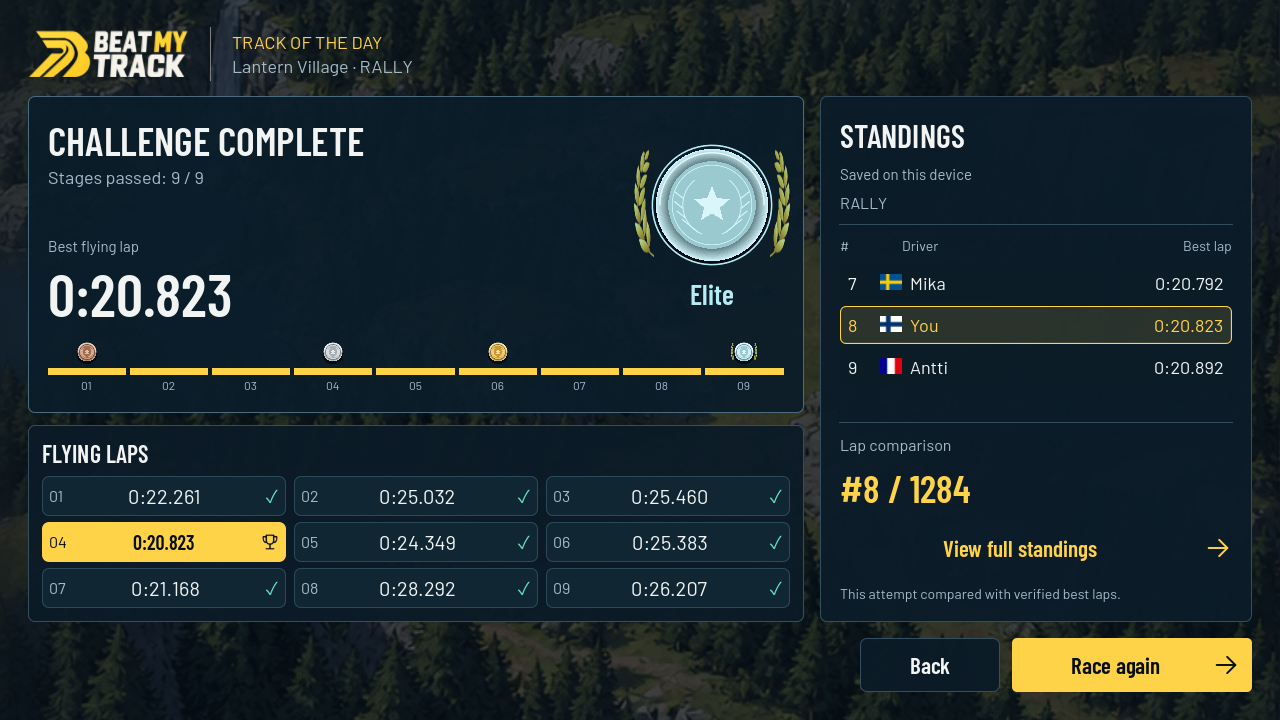 BEAT MY
TRACK
TRACK OF THE DAY
Lantern Village · RALLY
CHALLENGE COMPLETE
Stages passed: 9 / 9
Best flying lap
0:20.823
Elite
01 02 03 04 05 06 07 08 09
FLYING LAPS
01 0:22.261 ✓ 02 0:25.032 ✓ 03 0:25.460 ✓
04 0:20.823 05 0:24.349 ✓ 06 0:25.383 ✓
07 0:21.168 ✓ 08 0:28.292 ✓ 09 0:26.207 ✓
STANDINGS
Saved on this device
RALLY
# Driver Best lap
7 Mika 0:20.792
8 You 0:20.823
9 Antti 0:20.892
Lap comparison
#8 / 1284
View full standings →
This attempt compared with verified best laps.
Back
Race again →